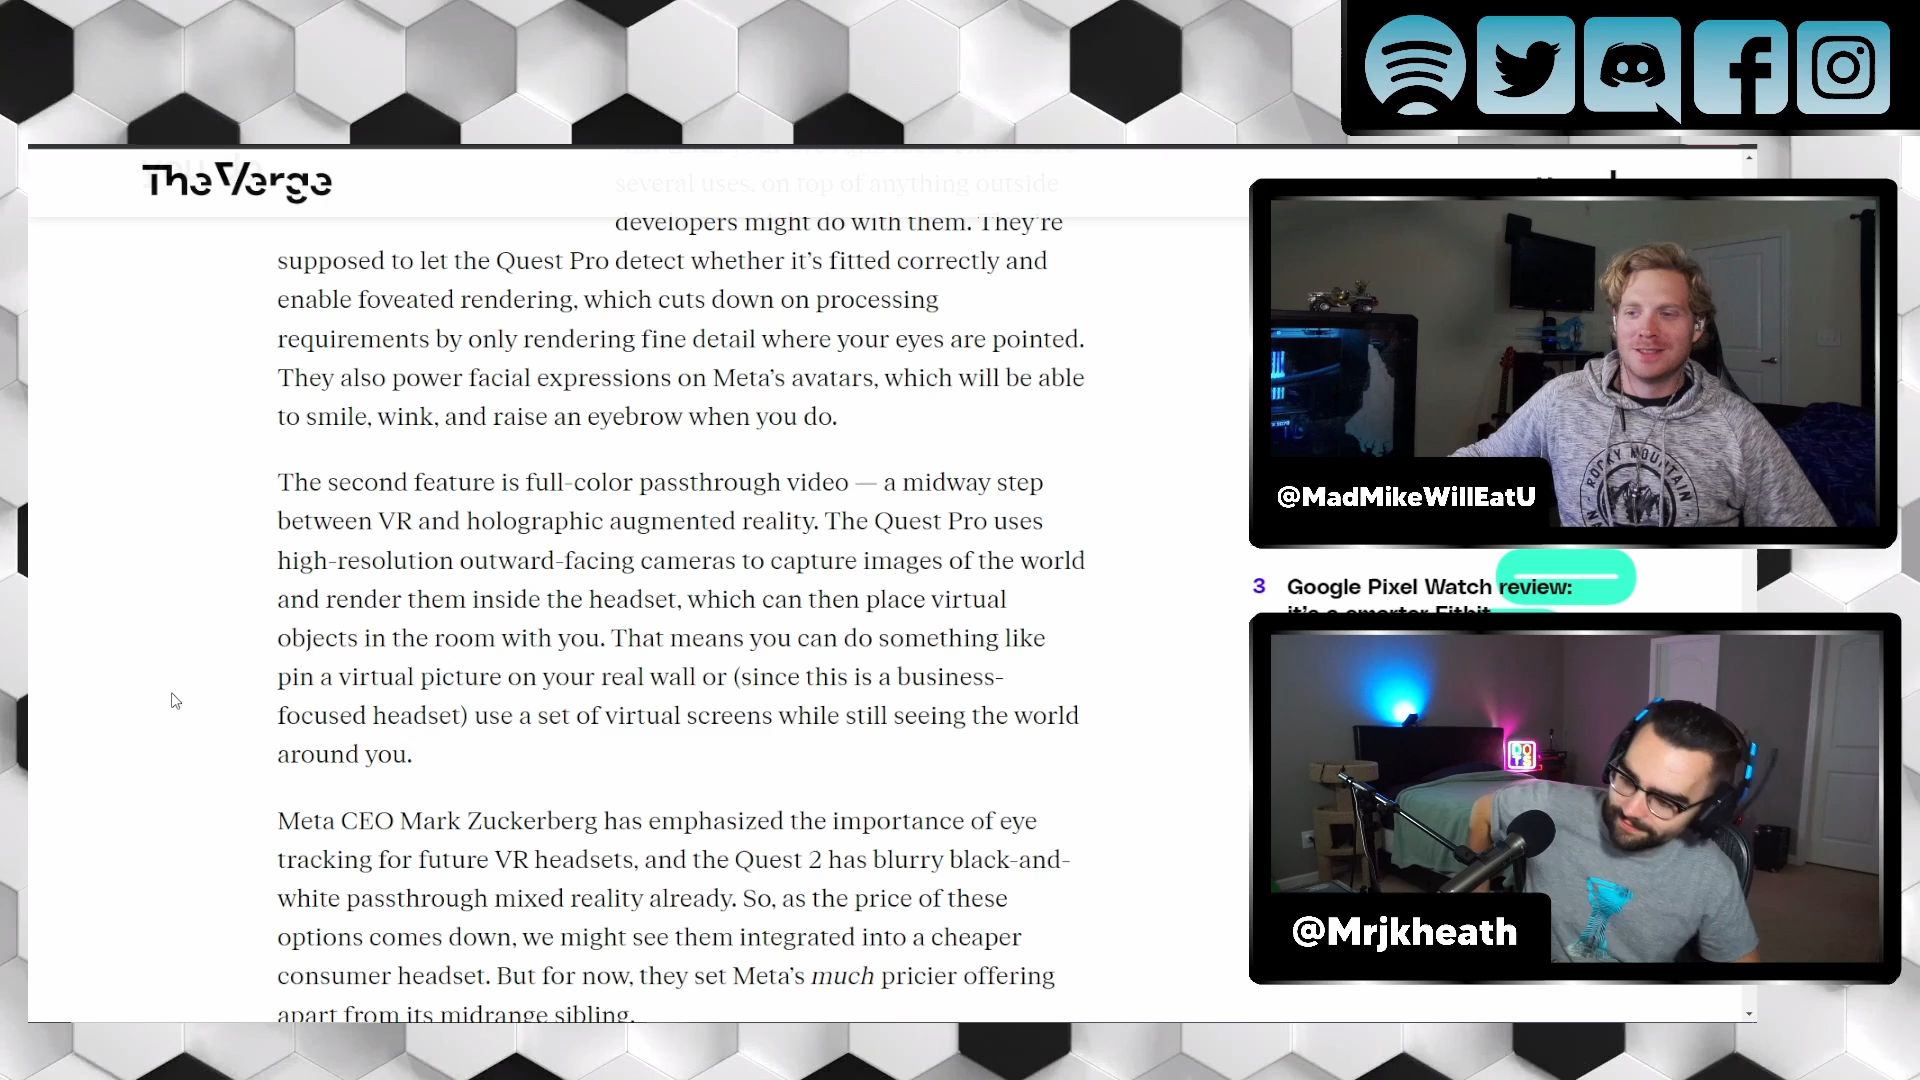 The Verge
several uses, on top of anything outside
developers might do with them. They're
supposed to let the Quest Pro detect whether it's fitted correctly and
enable foveated rendering, which cuts down on processing
requirements by only rendering fine detail where your eyes are pointed.
They also power facial expressions on Meta's avatars, which will be able
to smile, wink, and raise an eyebrow when you do.
The second feature is full-color passthrough video — a midway step
between VR and holographic augmented reality. The Quest Pro uses
high-resolution outward-facing cameras to capture images of the world
and render them inside the headset, which can then place virtual
objects in the room with you. That means you can do something like
pin a virtual picture on your real wall or (since this is a business-
focused headset) use a set of virtual screens while still seeing the world
around you.
Meta CEO Mark Zuckerberg has emphasized the importance of eye
tracking for future VR headsets, and the Quest 2 has blurry black-and-
white passthrough mixed reality already. So, as the price of these
options comes down, we might see them integrated into a cheaper
consumer headset. But for now, they set Meta's much pricier offering
apart from its midrange sibling.
ROCKY MOUNTAIN
@MadMikeWillEatU
3 Google Pixel Watch review:
it's a smarter Fitbit
DO
TS
@Mrjkheath